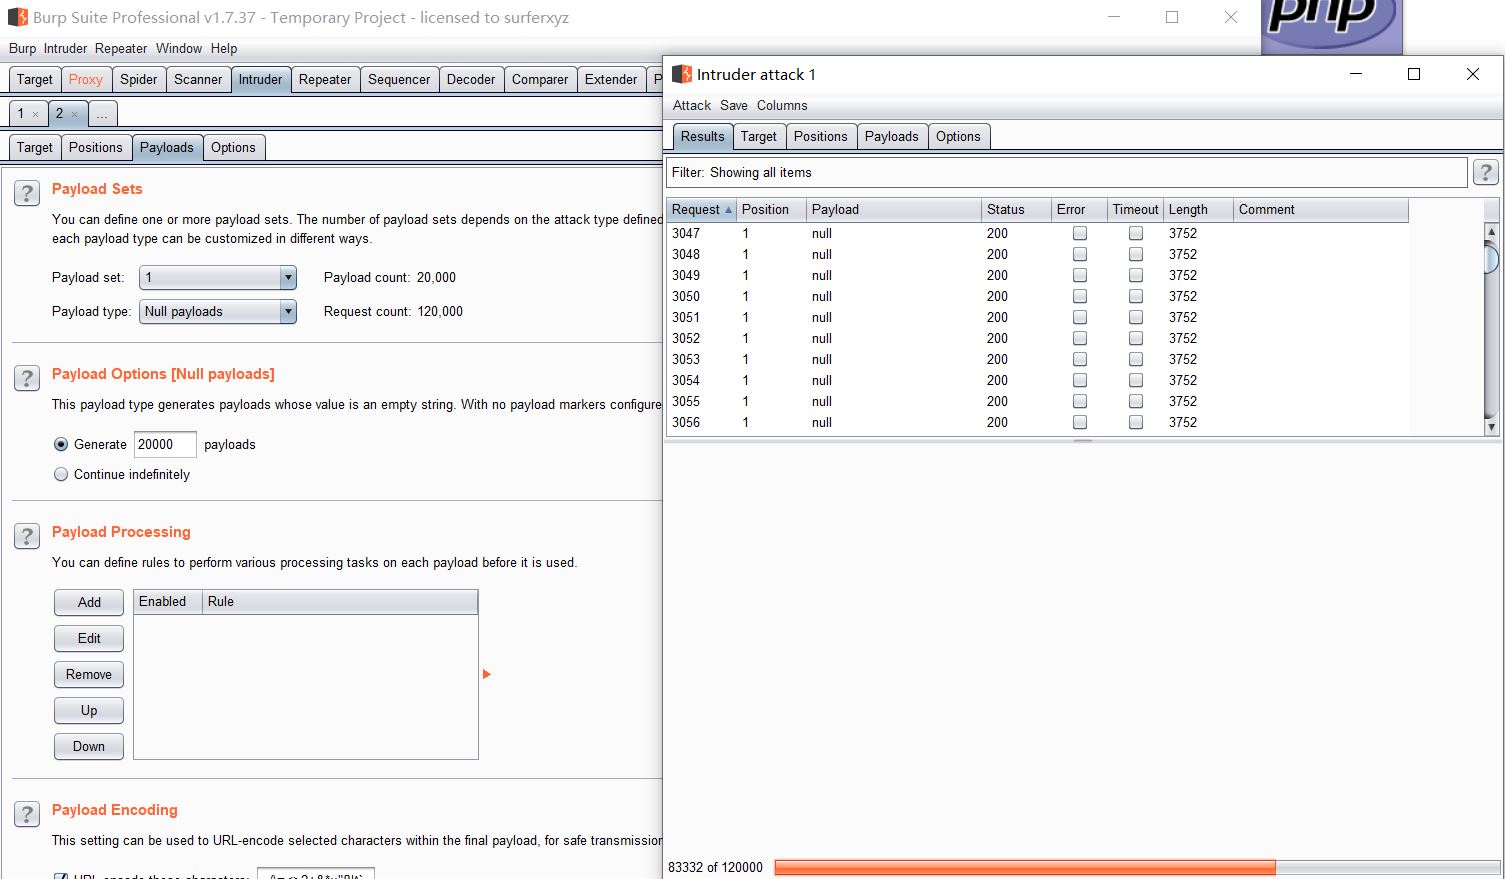 Burp Suite Professional v1.7.37 - Temporary Project - licensed to surferxyz
Burp Intruder Repeater Window Help
Target Proxy Spider Scanner Intruder Repeater Sequencer Decoder Comparer Extender P
1 × 2 × ...
Target Positions Payloads Options
? Payload Sets
You can define one or more payload sets. The number of payload sets depends on the attack type defined
each payload type can be customized in different ways.
Payload set: 1 Payload count: 20,000
Payload type: Null payloads Request count: 120,000
? Payload Options [Null payloads]
This payload type generates payloads whose value is an empty string. With no payload markers configure
Generate 20000 payloads
Continue indefinitely
? Payload Processing
You can define rules to perform various processing tasks on each payload before it is used.
Add
Edit
Remove
Up
Down
Enabled Rule
? Payload Encoding
This setting can be used to URL-encode selected characters within the final payload, for safe transmission
URL-encode these characters:
php
Intruder attack 1
Attack Save Columns
Results Target Positions Payloads Options
Filter: Showing all items ?
Request Position Payload Status Error Timeout Length Comment
3047 1 null 200 3752
3048 1 null 200 3752
3049 1 null 200 3752
3050 1 null 200 3752
3051 1 null 200 3752
3052 1 null 200 3752
3053 1 null 200 3752
3054 1 null 200 3752
3055 1 null 200 3752
3056 1 null 200 3752
83332 of 120000